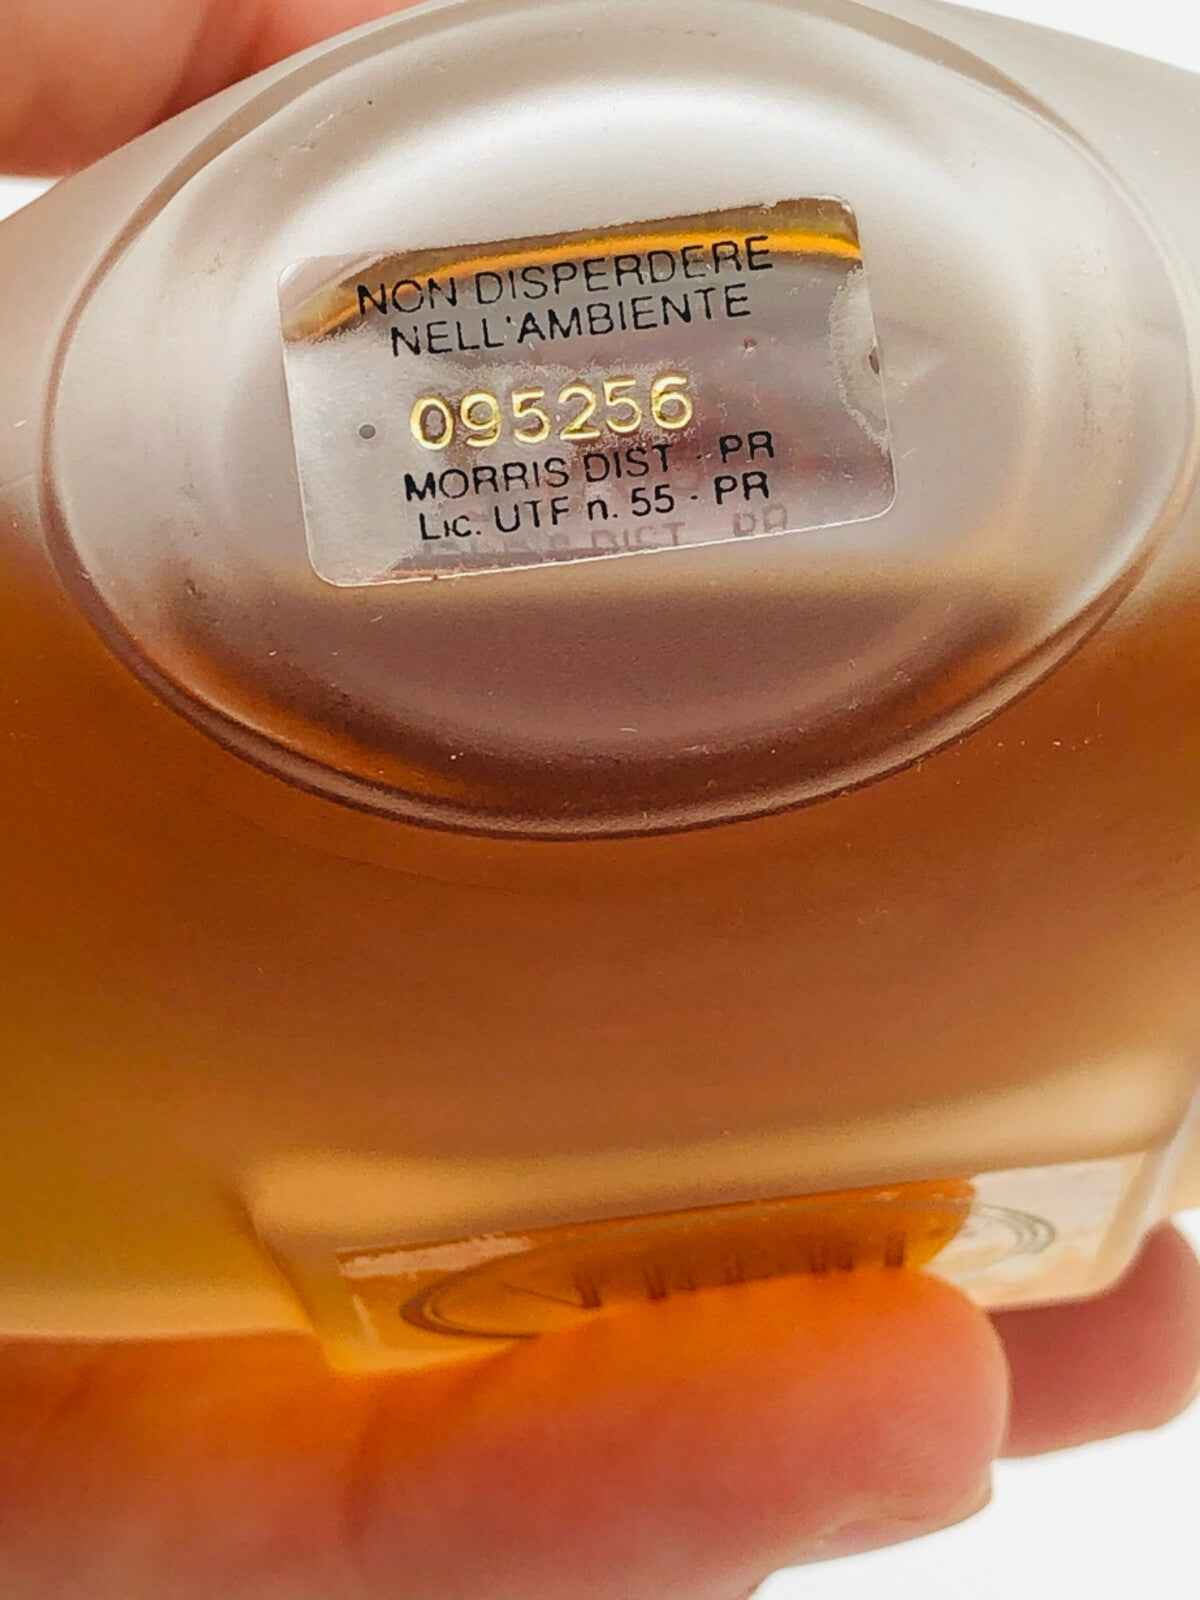 NON DISPERDERE
NELL'AMBIENTE
095256
MORRIS DIST. - PR
Lic. UTF n. 55 - PR